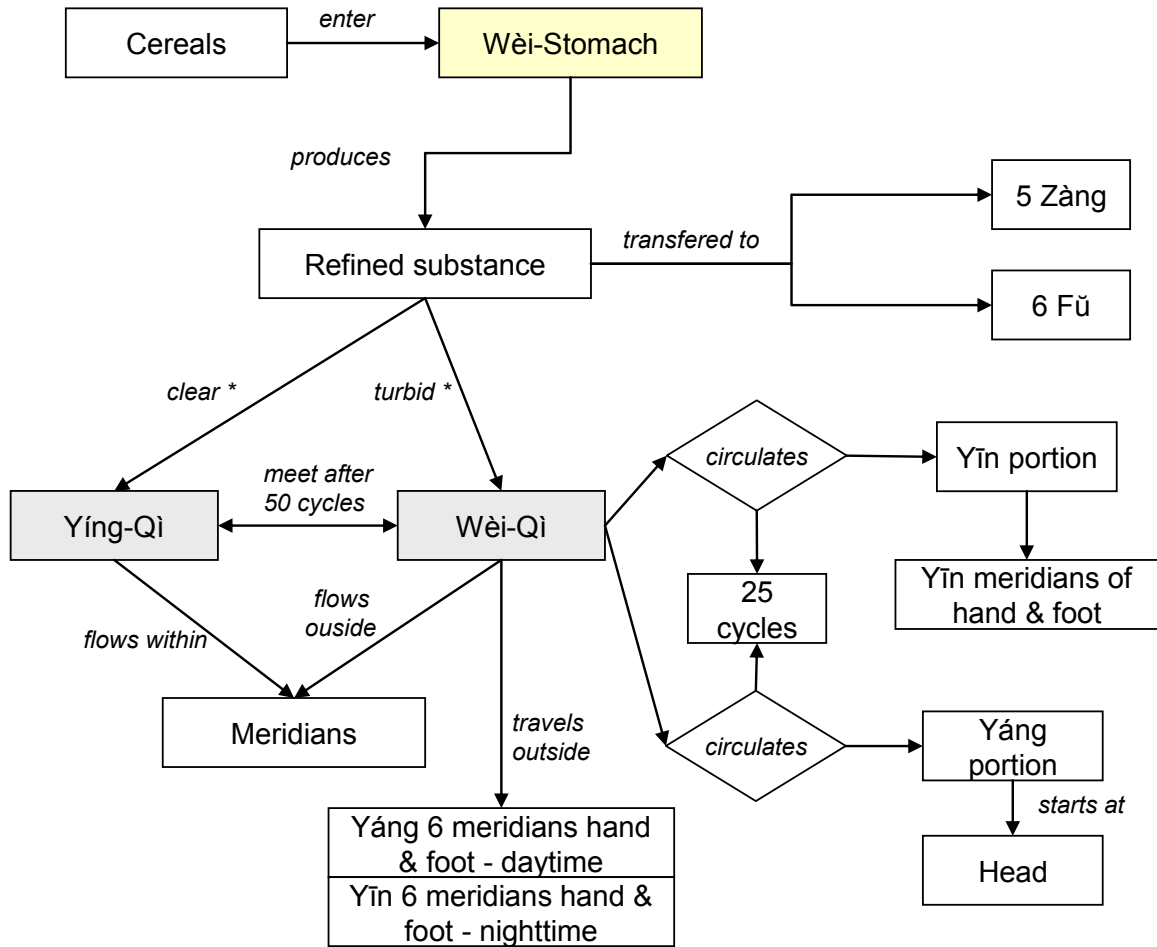 enter
Cereals
Wèi-Stomach
produces
5 Zàng
transfered to
Refined substance
6 Fŭ
clear *
turbid *
circulates
Yīn portion
meet after
50 cycles
Yíng-Qì
Wèi-Qì
Yīn meridians of
hand & foot
25
cycles
flows
ouside
flows within
Meridians
travels
outside
circulates
Yáng
portion
starts at
Yáng 6 meridians hand
& foot - daytime
Head
Yīn 6 meridians hand &
foot - nighttime